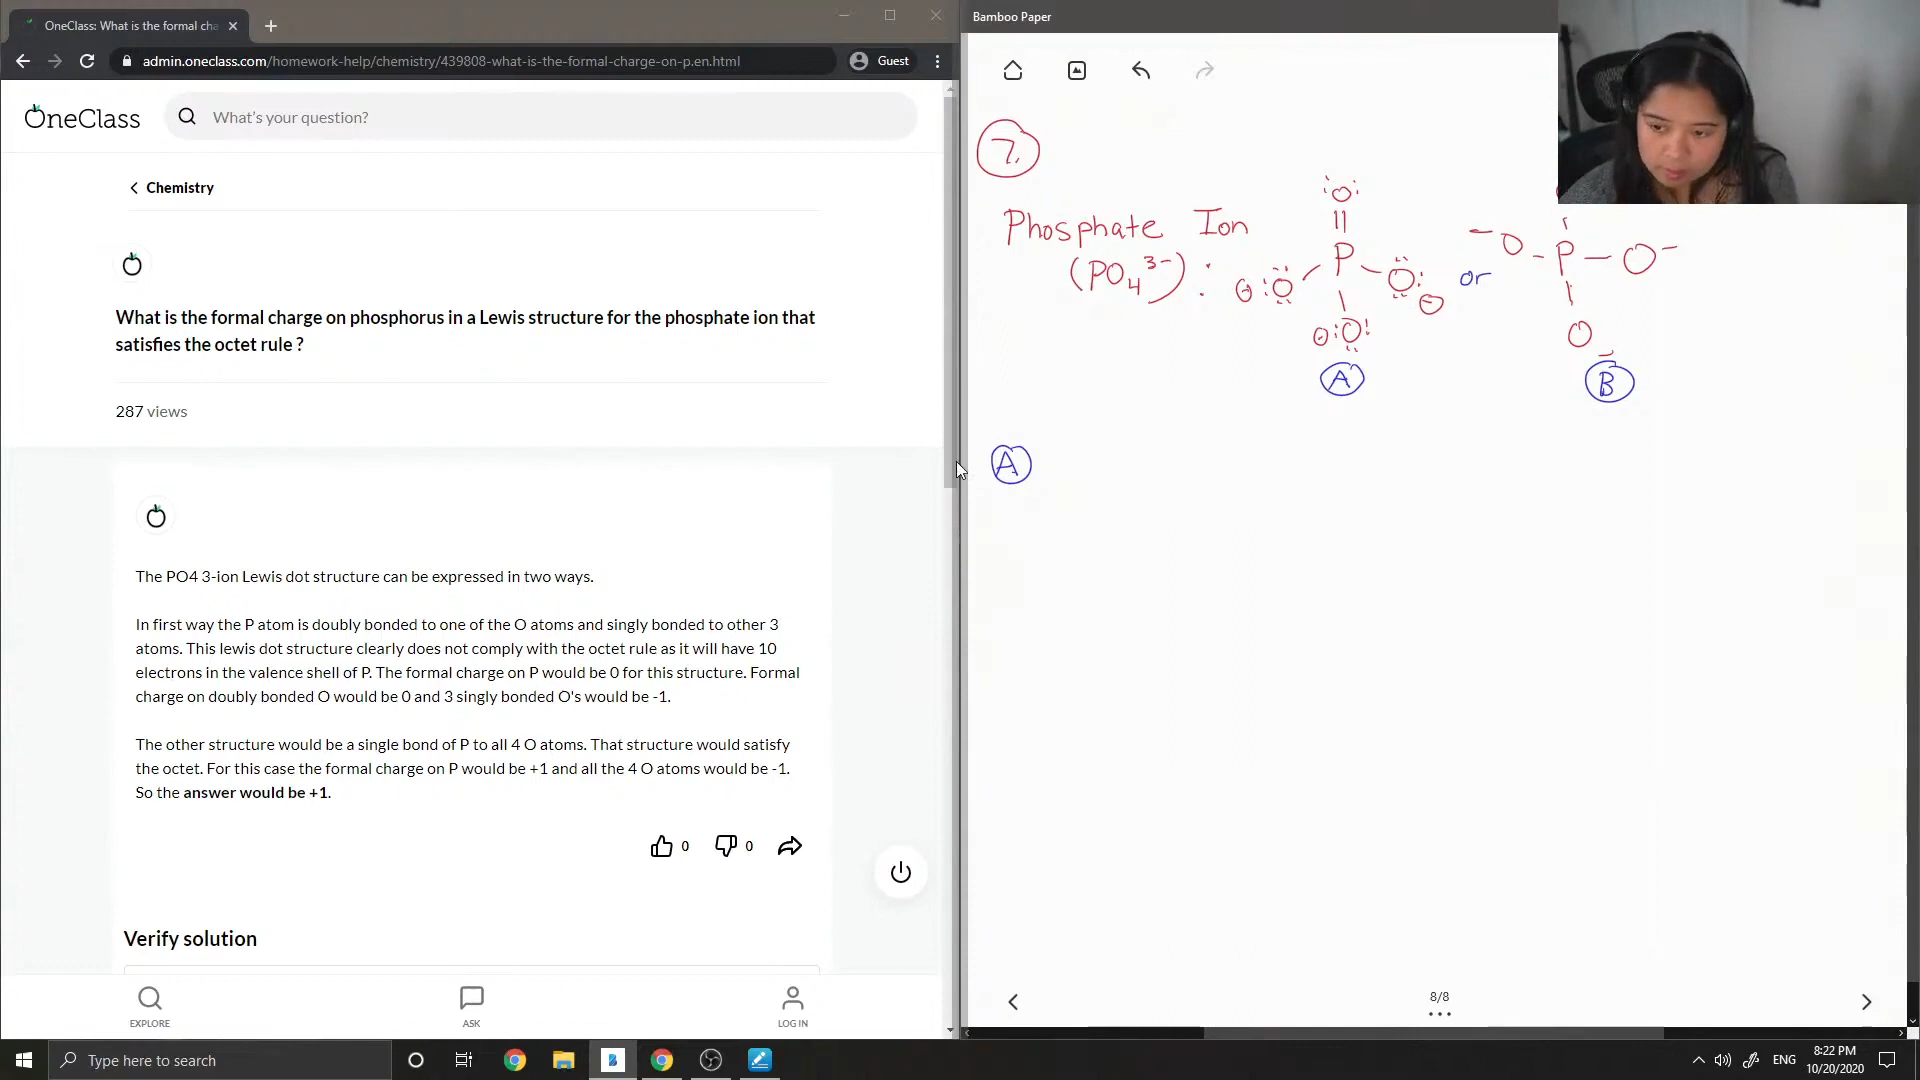 OneClass: What is the formal cha
admin.oneclass.com/homework-help/chemistry/439808-what-is-the-formal-charge-on-p.en.html
Guest
OneClass
What's your question?
Chemistry
What is the formal charge on phosphorus in a Lewis structure for the phosphate ion that
satisfies the octet rule ?
287 views
The PO4 3-ion Lewis dot structure can be expressed in two ways.
In first way the P atom is doubly bonded to one of the O atoms and singly bonded to other 3
atoms. This lewis dot structure clearly does not comply with the octet rule as it will have 10
electrons in the valence shell of P. The formal charge on P would be 0 for this structure. Formal
charge on doubly bonded O would be 0 and 3 singly bonded O's would be -1.
The other structure would be a single bond of P to all 4 O atoms. That structure would satisfy
the octet. For this case the formal charge on P would be +1 and all the 4 O atoms would be -1.
So the answer would be +1.
0
0
Verify solution
EXPLORE
ASK
LOG IN
Bamboo Paper
7.
Phosphate Ion
(PO₄³⁻) :
O
P
O
O
O
A
or
O
P
O
O
B
A
8/8
Type here to search
ENG
8:22 PM
10/20/2020